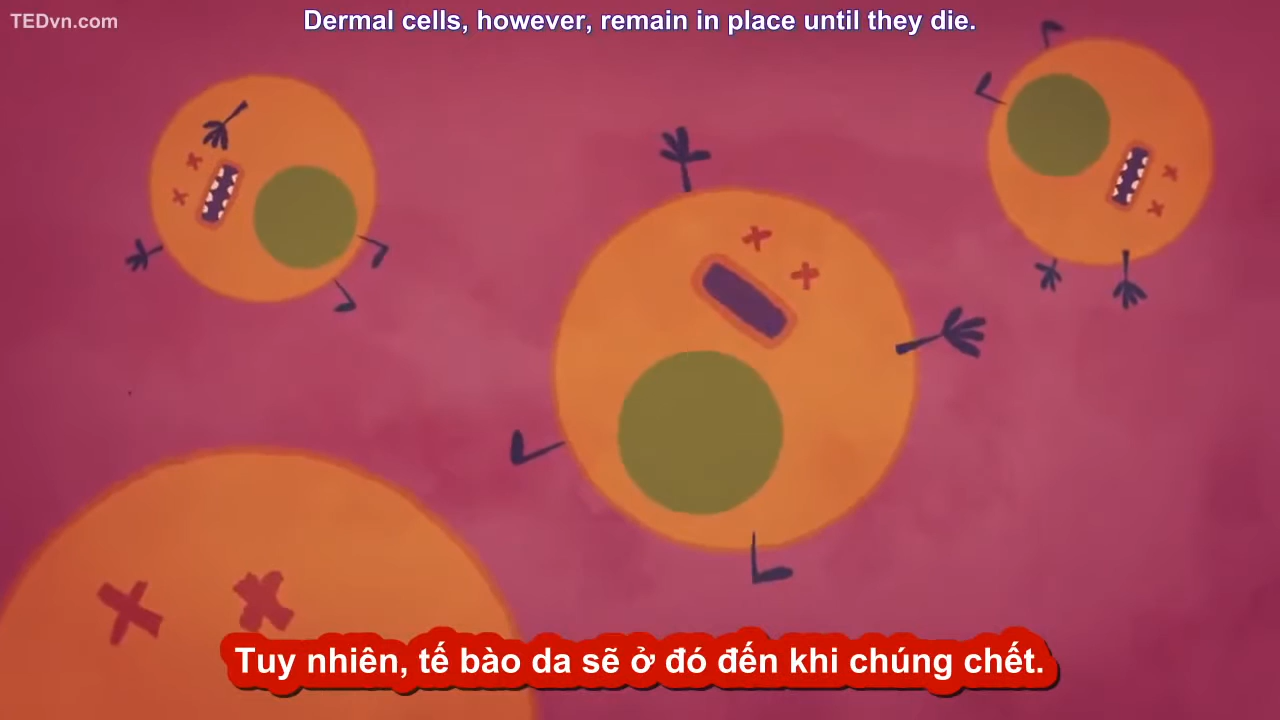 TEDvn.com
Dermal cells, however, remain in place until they die.
Tuy nhiên, tế bào da sẽ ở đó đến khi chúng chết.